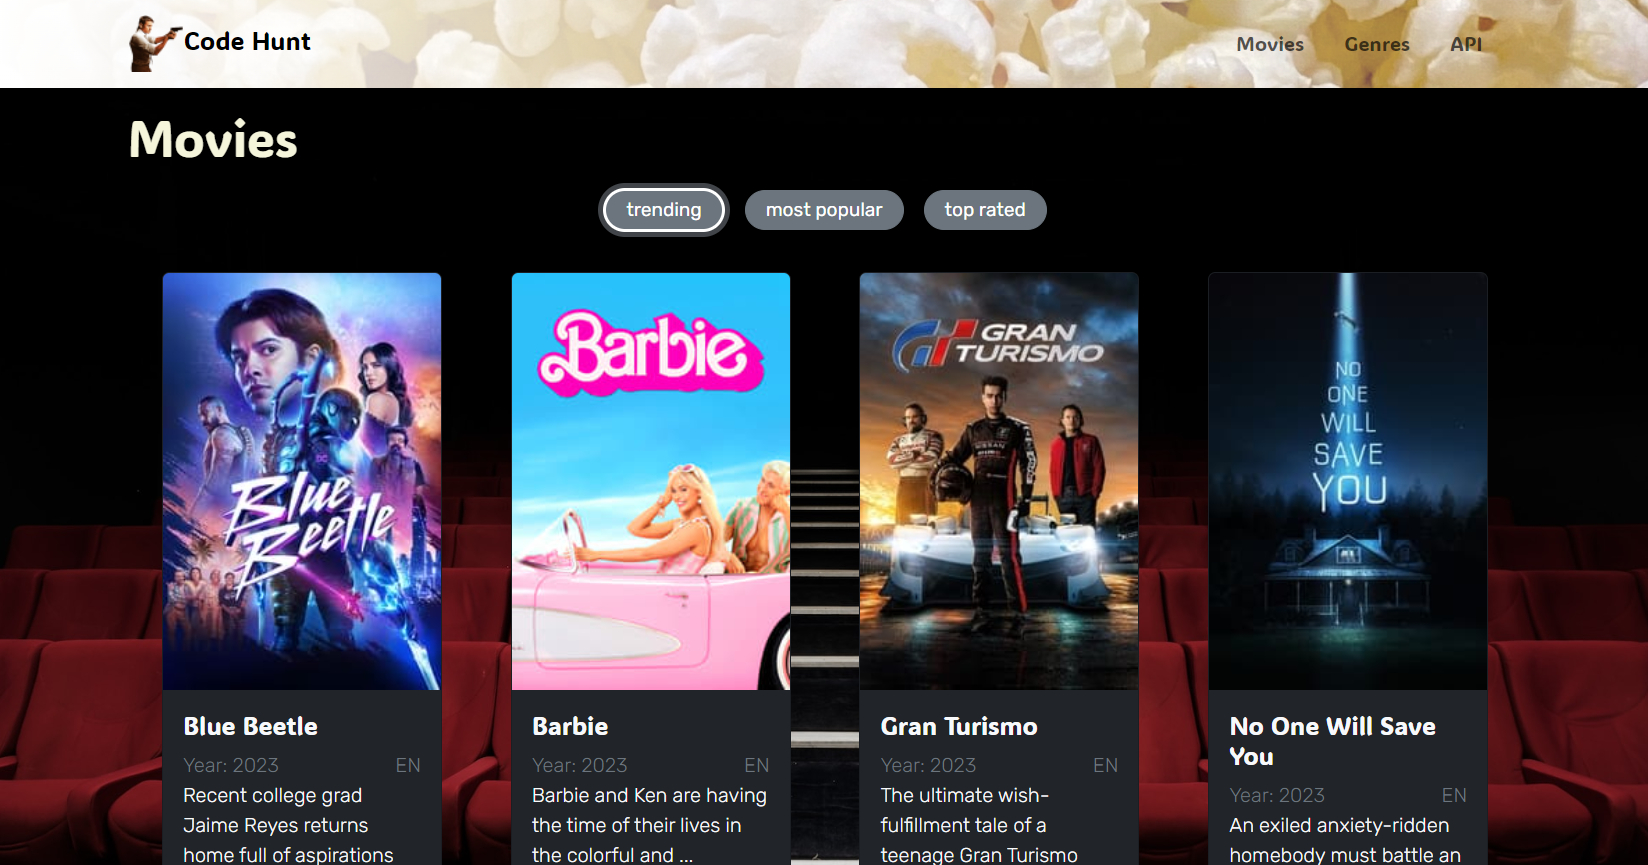 Code Hunt
Movies Genres API
Movies
trending most popular top rated
Blue
Beetle
Barbie
GRAN
TURISMO
NISSAN
NO
ONE
WILL
SAVE
YOU
Blue Beetle
Year: 2023 EN
Recent college grad
Jaime Reyes returns
home full of aspirations
Barbie
Year: 2023 EN
Barbie and Ken are having
the time of their lives in
the colorful and ...
Gran Turismo
Year: 2023 EN
The ultimate wish-
fulfillment tale of a
teenage Gran Turismo
No One Will Save
You
Year: 2023 EN
An exiled anxiety-ridden
homebody must battle an